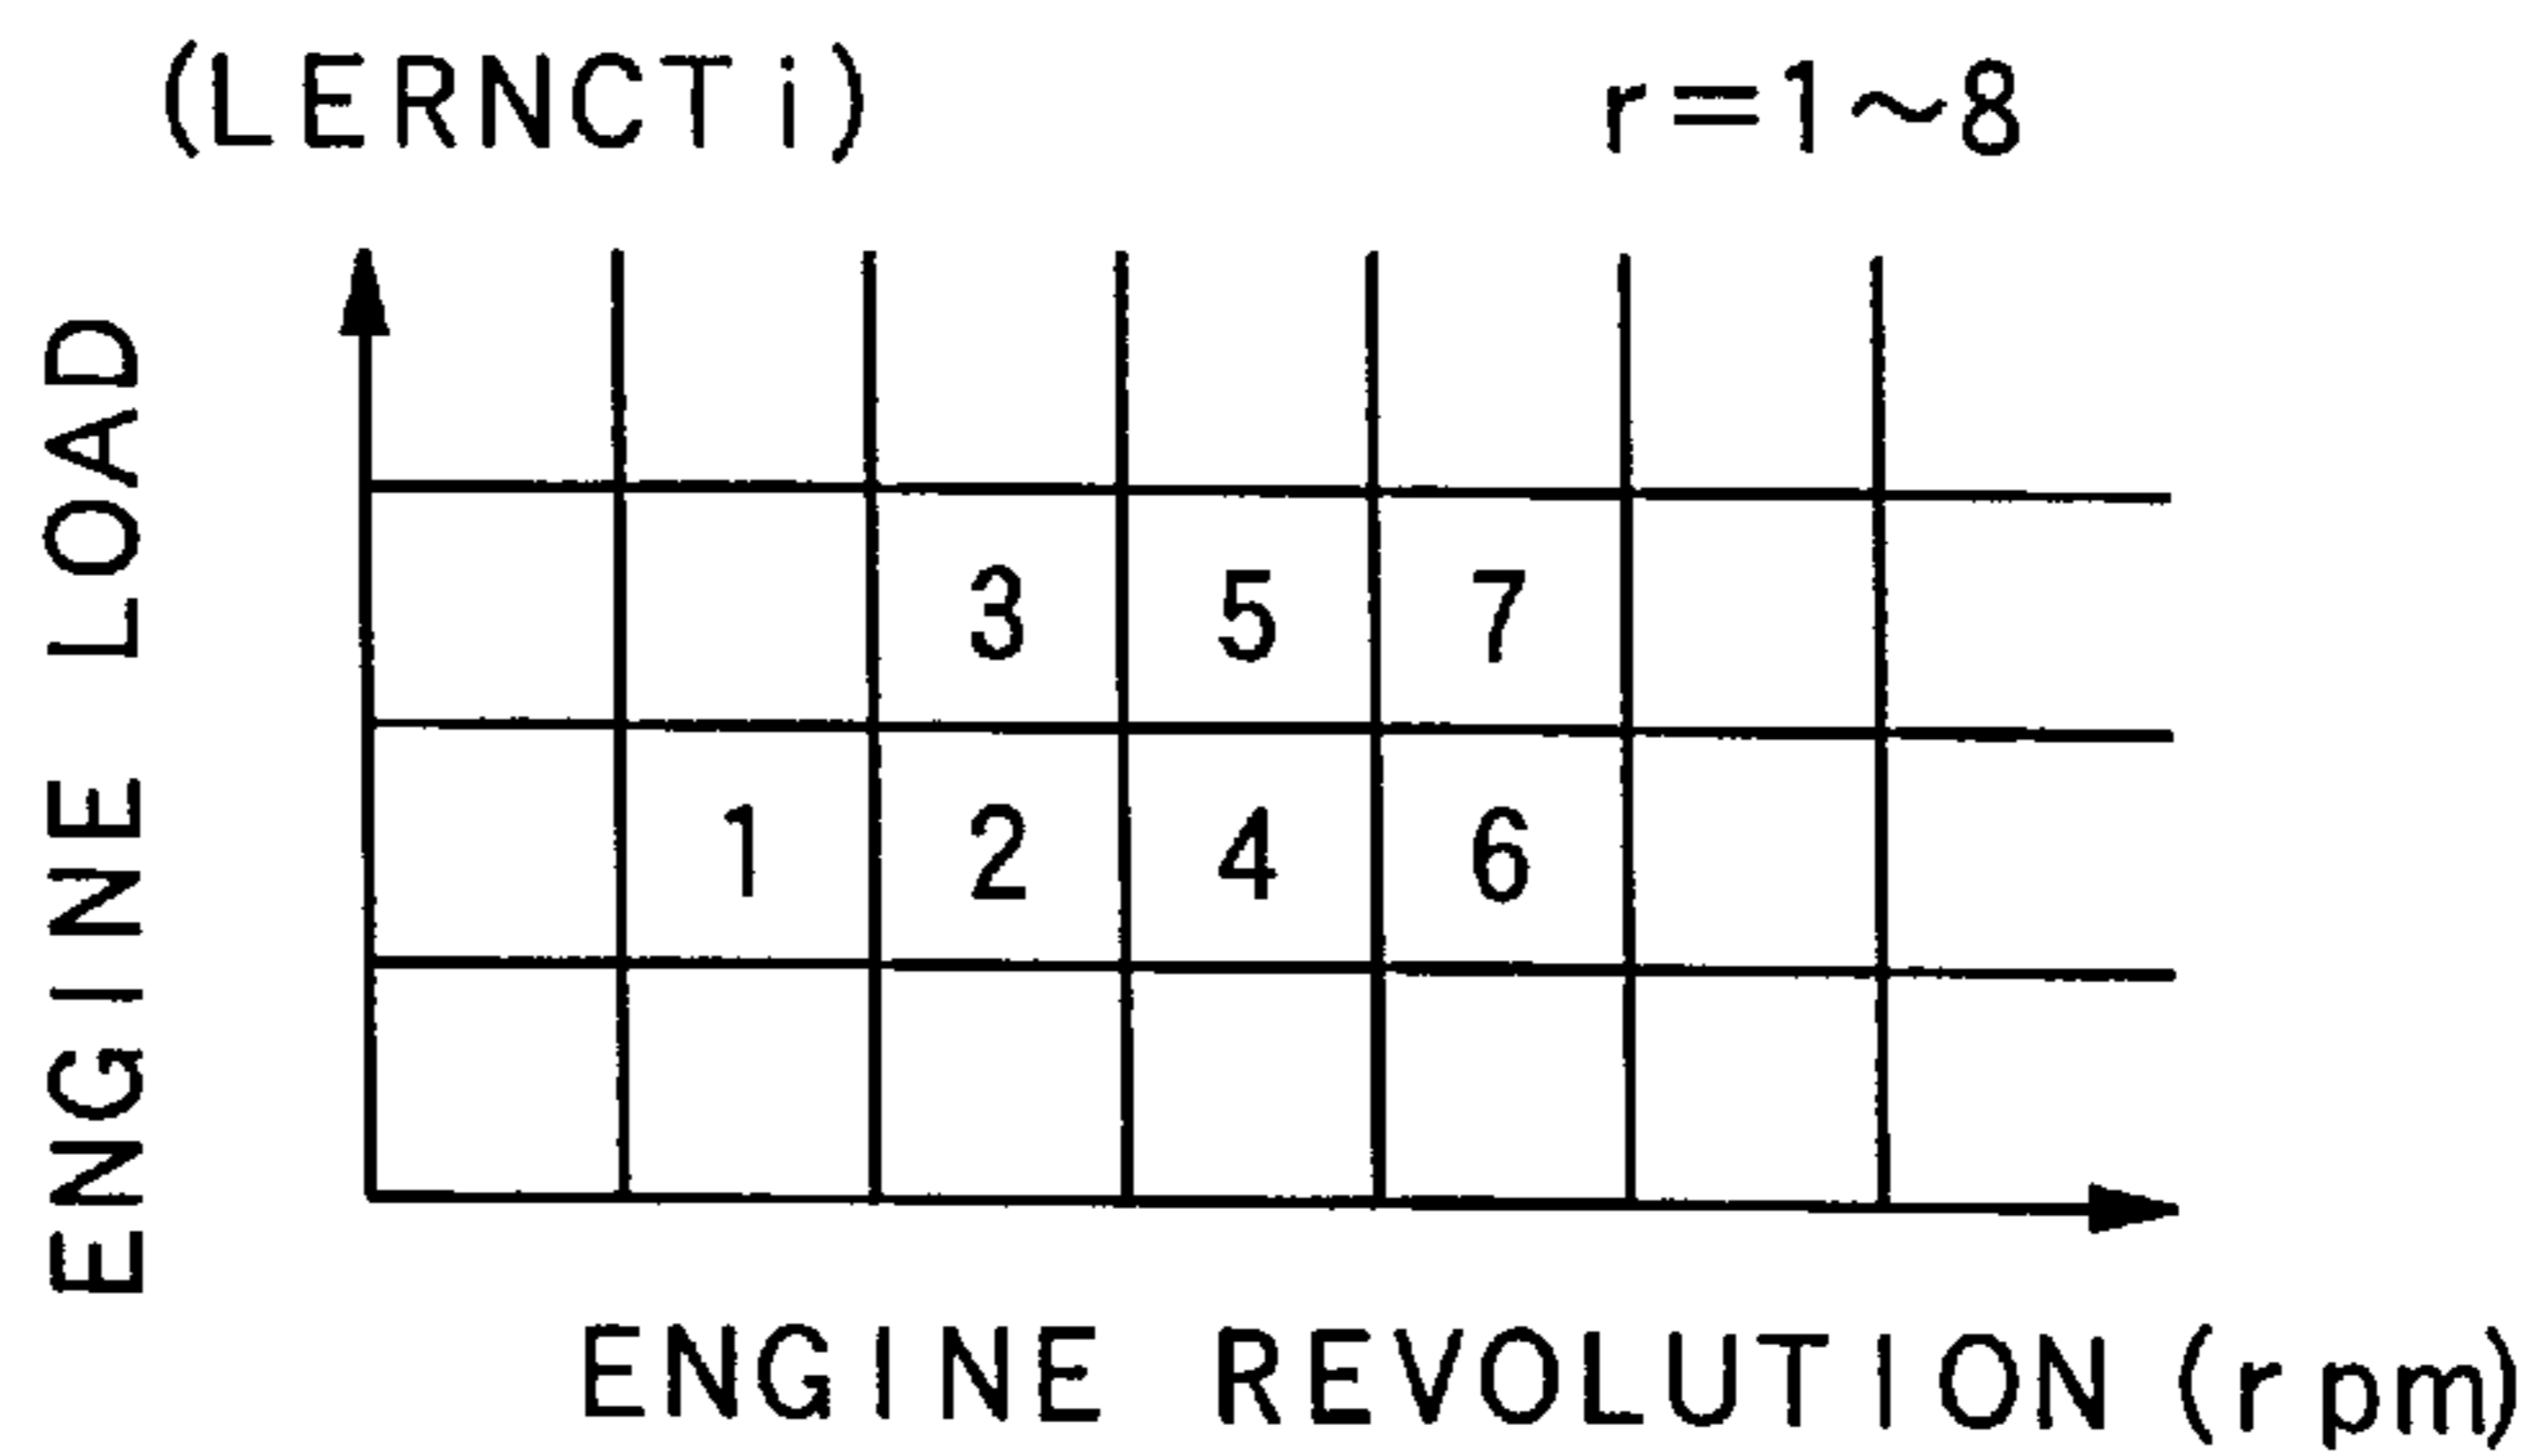 (LERNCTi) r=1~8
ENGINE LOAD
3 5 7
1 2 4 6
ENGINE REVOLUTION (rpm)